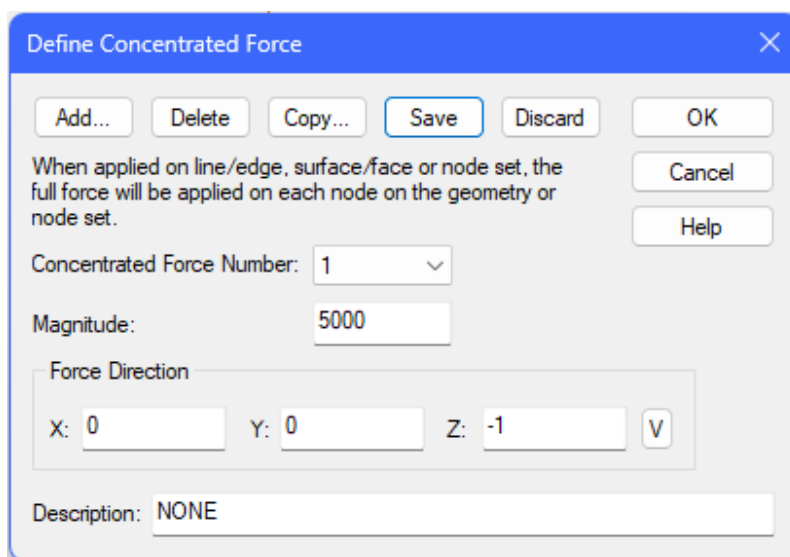 Define Concentrated Force
Add... Delete Copy... Save Discard OK
When applied on line/edge, surface/face or node set, the
full force will be applied on each node on the geometry or
node set.
Cancel
Help
Concentrated Force Number: 1
Magnitude: 5000
Force Direction
X: 0 Y: 0 Z: -1 V
Description: NONE